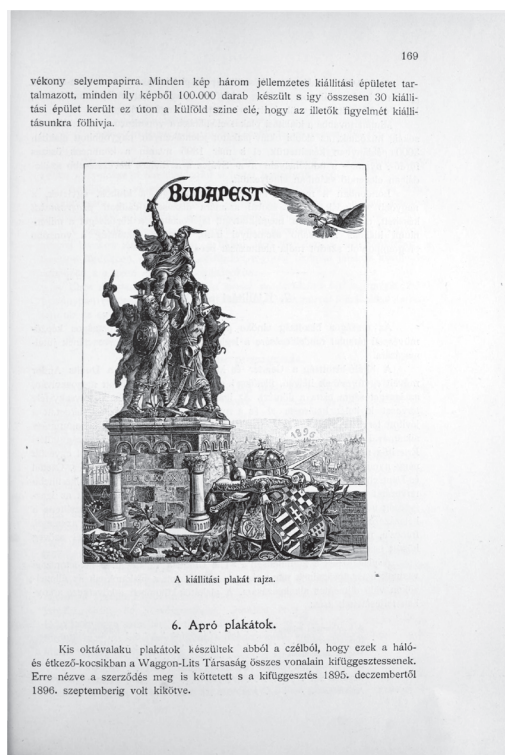 169
vékony selyempapirra. Minden kép három jellemzetes kiállitási épületet tar-
talmazott, minden ily képből 100.000 darab készült s igy összesen 30 kiálli-
tási épület került ez úton a külföld szine elé, hogy az illetők figyelmét kiálli-
tásunkra fölhivja.
BUDAPEST
1896
A kiállitási plakát rajza.
6. Apró plakátok.
Kis oktávalaku plakátok készültek abból a czélból, hogy ezek a háló-
és étkező-kocsikban a Waggon-Lits Társaság összes vonalain kifüggesztessenek.
Erre nézve a szerződés meg is köttetett s a kifüggesztés 1895. deczembertől
1896. szeptemberig volt kikötve.